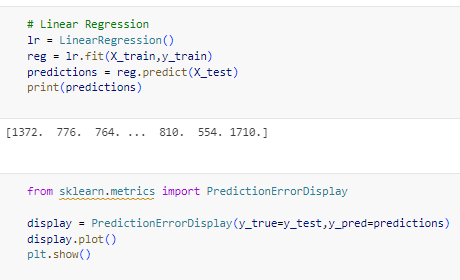 # Linear Regression
lr = LinearRegression()
reg = lr.fit(X_train,y_train)
predictions = reg.predict(X_test)
print(predictions)
[1372. 776. 764. ... 810. 554. 1710.]
from sklearn.metrics import PredictionErrorDisplay
display = PredictionErrorDisplay(y_true=y_test,y_pred=predictions)
display.plot()
plt.show()